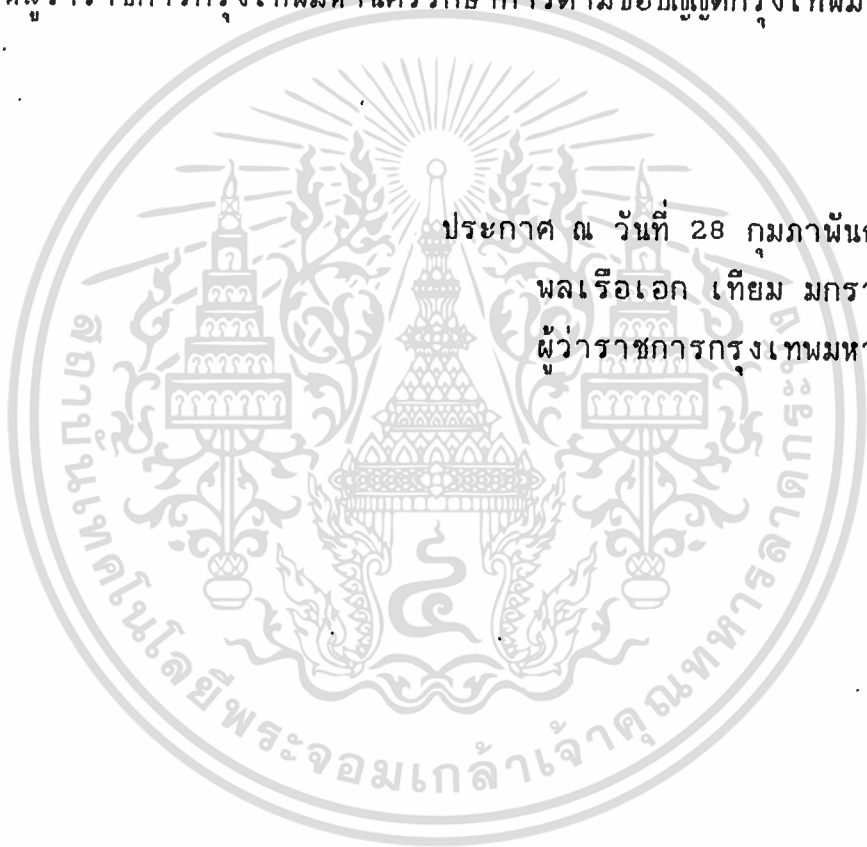 ประกาศ ณ วันที่ 28 กุมภาพัน
พลเรือเอก เทียม มกรา
ผู้ว่าราชการกรุงเทพมหา
สถาบันเทคโนโลยีพระจอมเกล้าเจ้าคุณทหารลาดกระบัง